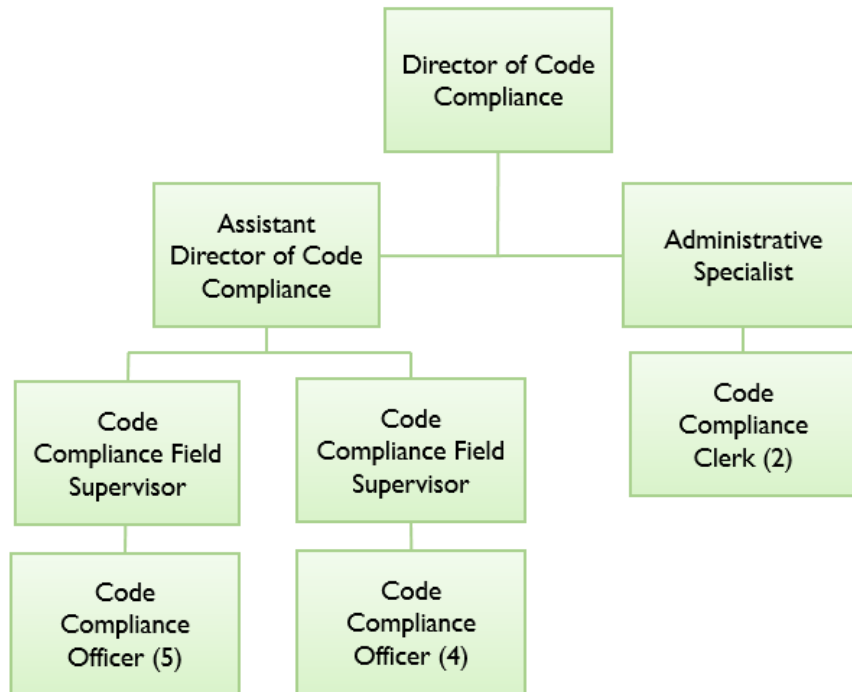 Director of Code
Compliance
Assistant
Director of Code
Compliance
Administrative
Specialist
Code
Compliance Field
Supervisor
Code
Compliance Field
Supervisor
Code
Compliance
Clerk (2)
Code
Compliance
Officer (5)
Code
Compliance
Officer (4)